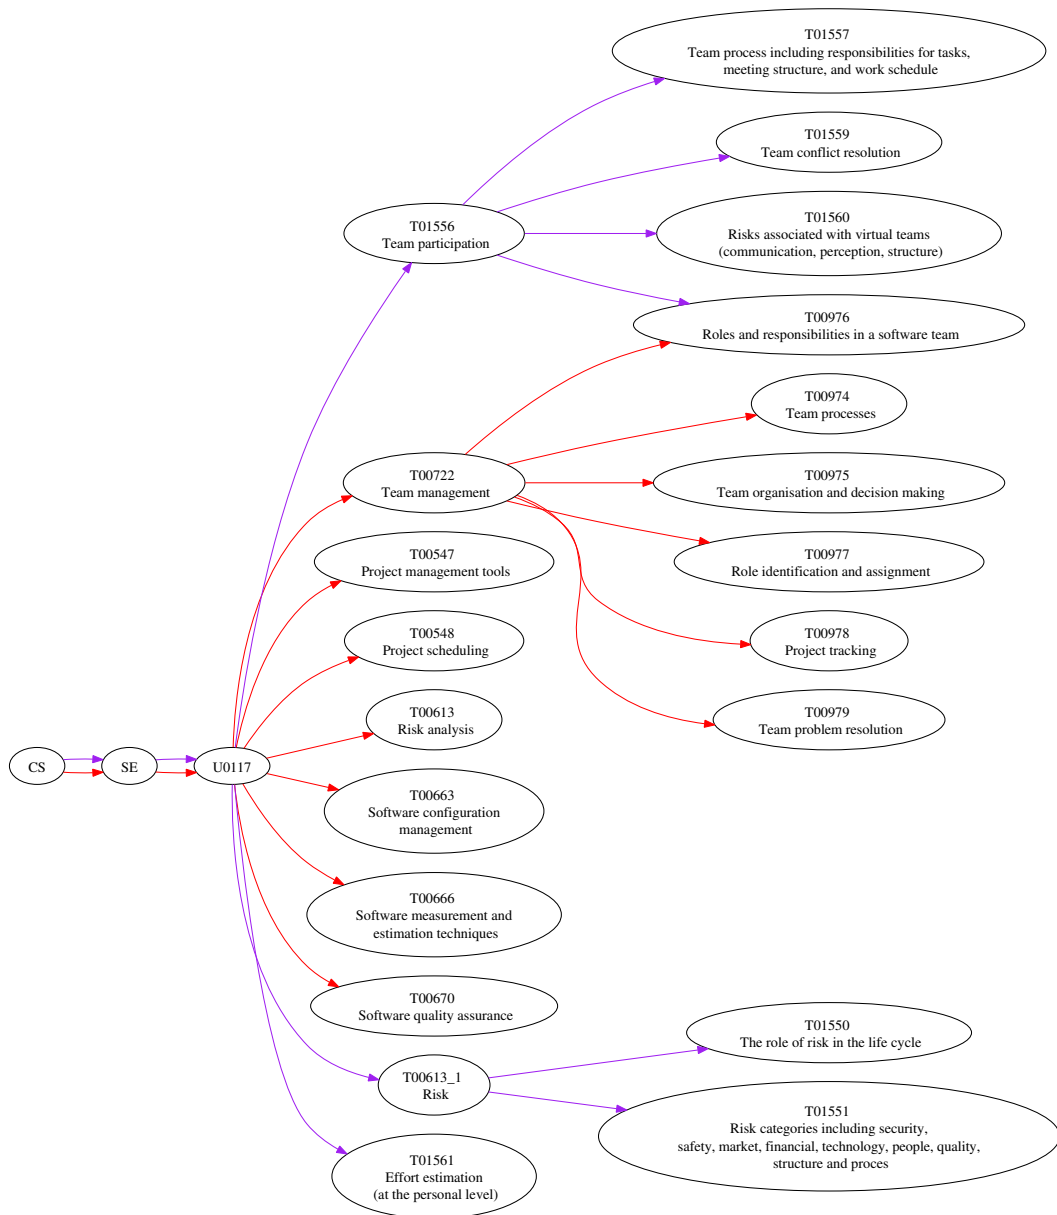 T01557
Team process including responsibilities for tasks,
meeting structure, and work schedule
T01559
Team conflict resolution
T01556
Team participation
T01560
Risks associated with virtual teams
(communication, perception, structure)
T00976
Roles and responsibilities in a software team
T00974
Team processes
T00722
Team management
T00975
Team organisation and decision making
T00547
Project management tools
T00977
Role identification and assignment
T00548
Project scheduling
T00978
Project tracking
T00613
Risk analysis
T00979
Team problem resolution
CS
SE
U0117
T00663
Software configuration
management
T00666
Software measurement and
estimation techniques
T00670
Software quality assurance
T01550
The role of risk in the life cycle
T00613_1
Risk
T01551
Risk categories including security,
safety, market, financial, technology, people, quality,
structure and proces
T01561
Effort estimation
(at the personal level)